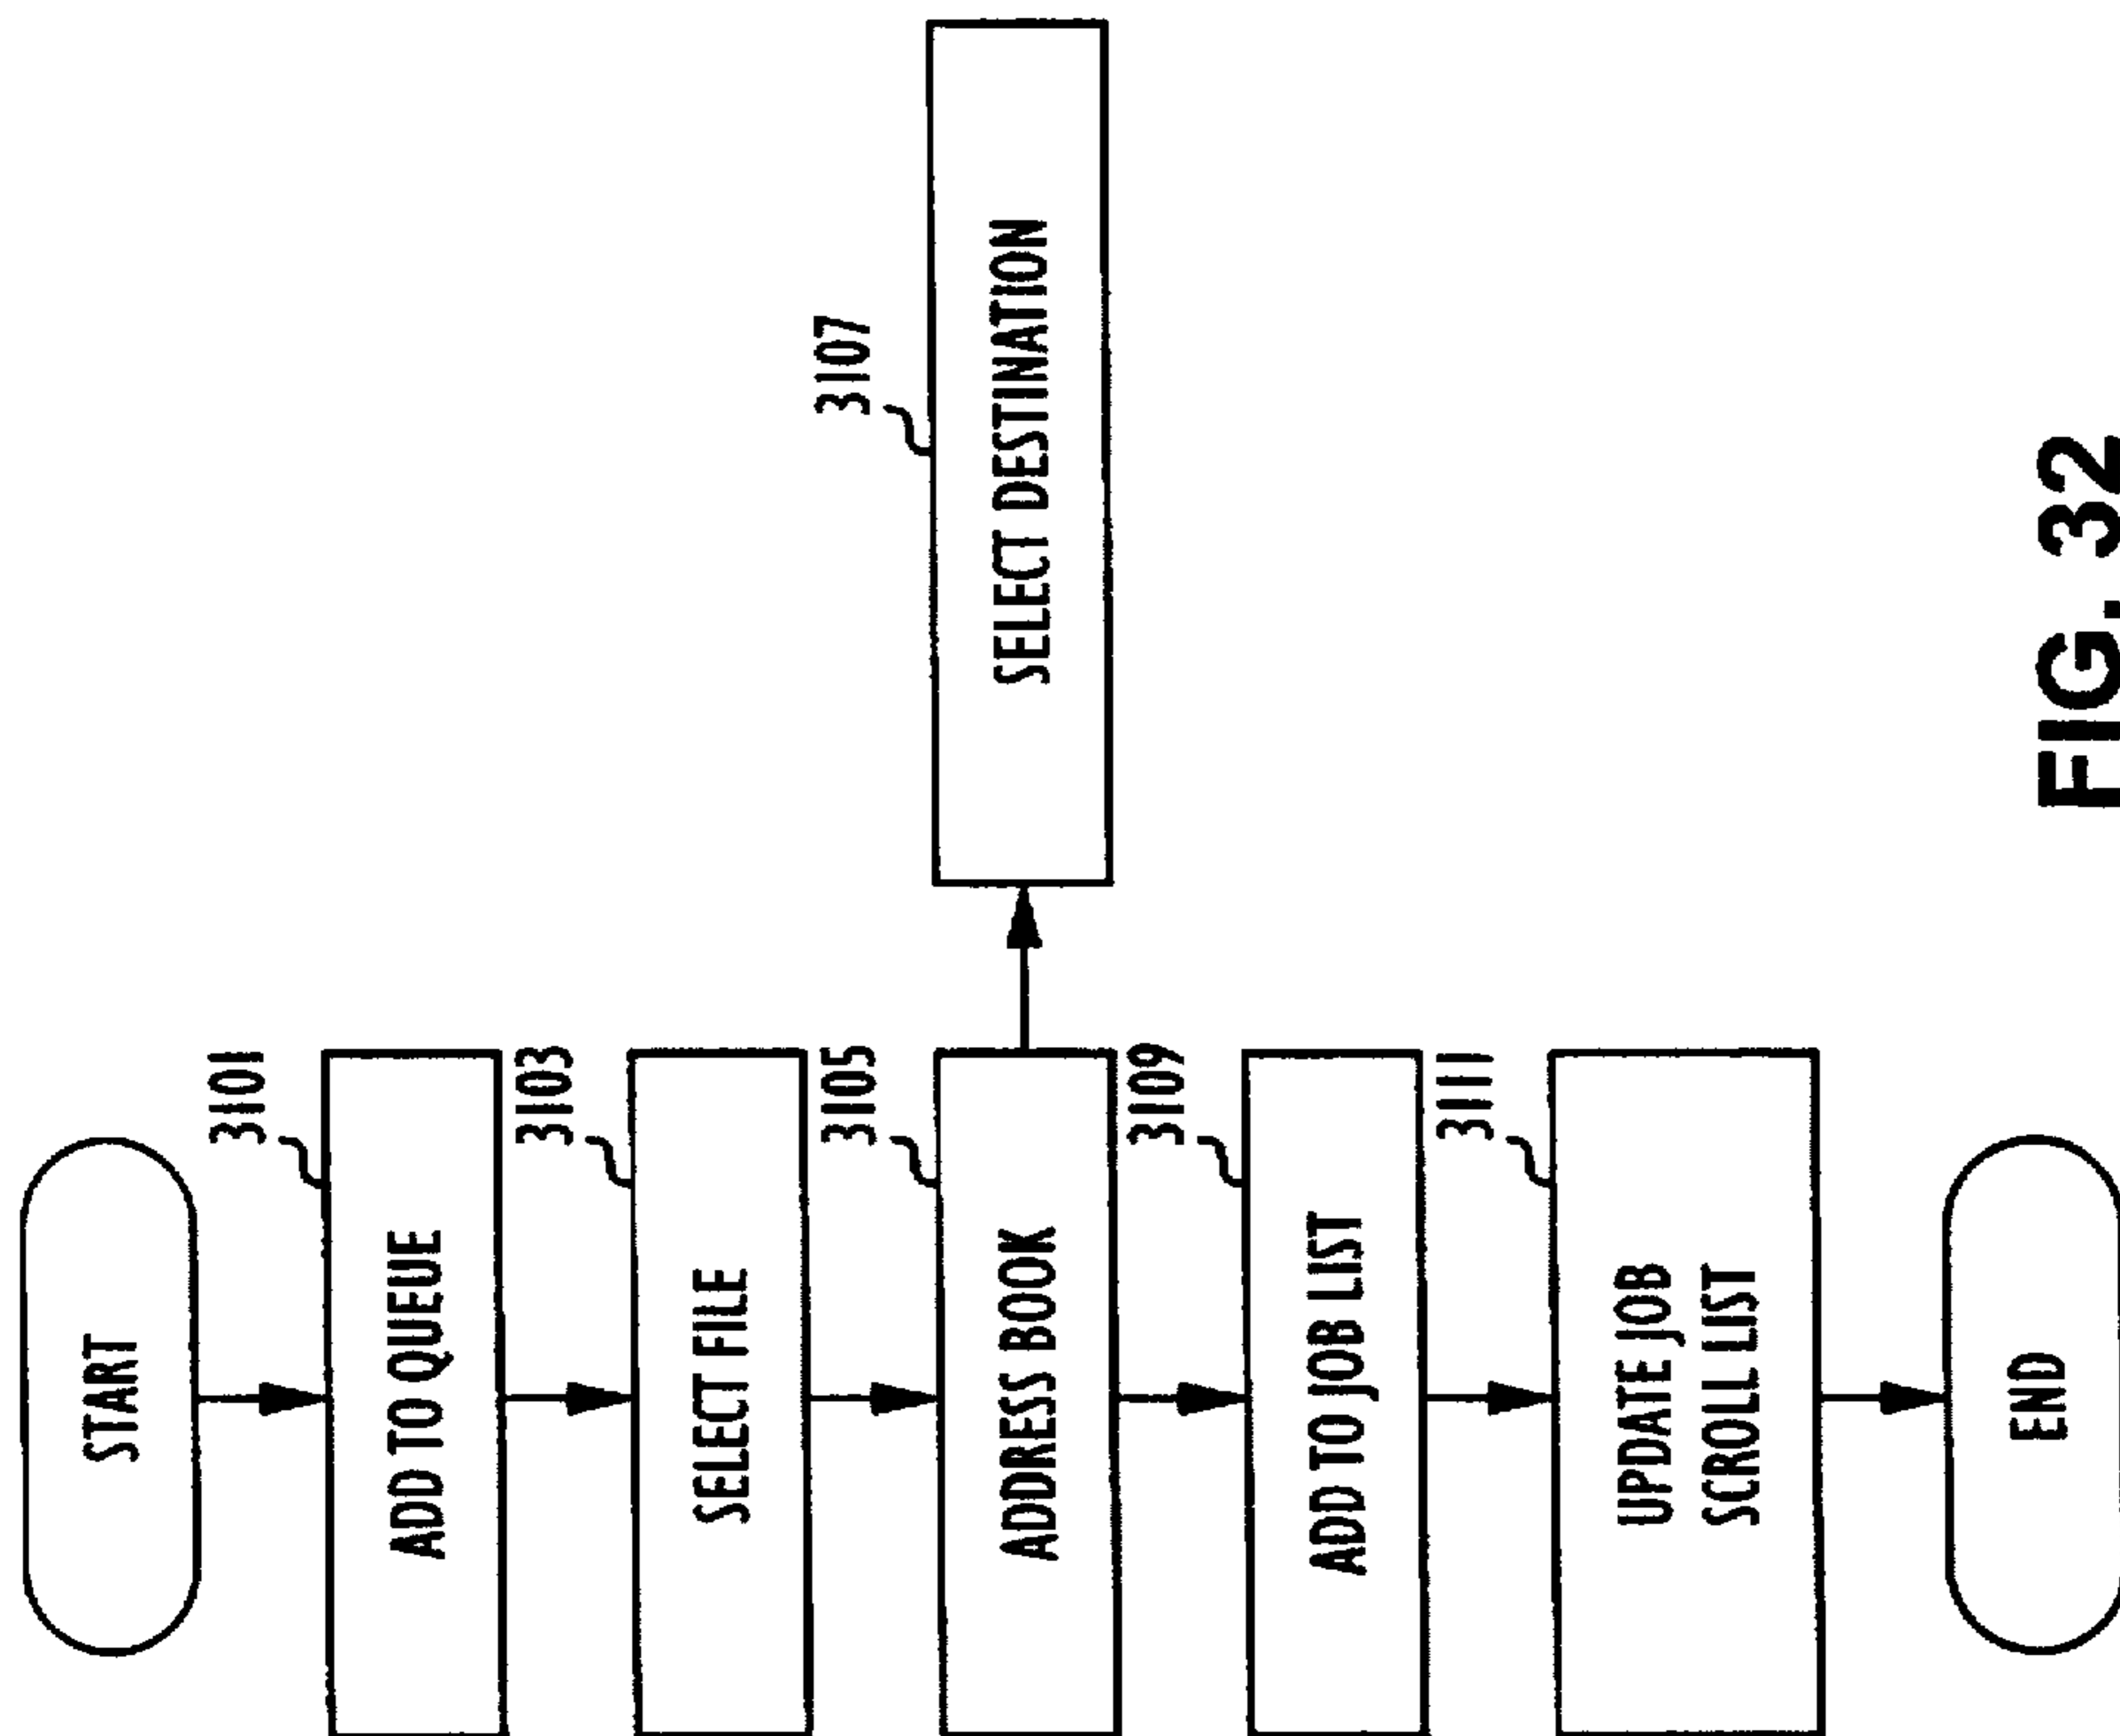 START
3101
ADD TO QUEUE
3103
SELECT FILE
3105
ADDRESS BOOK
3107
SELECT DESTINATION
3109
ADD TO JOB LIST
3111
UPDATE JOB
SCROLL LIST
END
FIG. 32